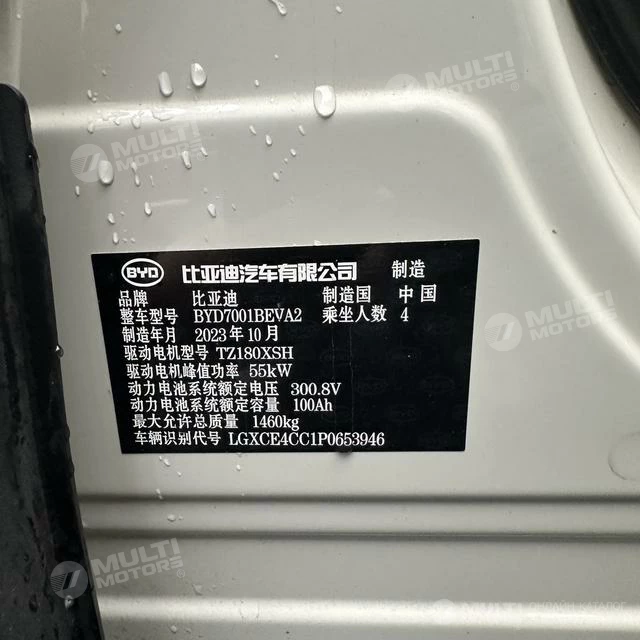 MULTI
MOTORS®
MULTI
MOTORS®
BYD 比亚迪汽车有限公司 制造
品牌 比亚迪 制造国 中国
整车型号 BYD7001BEVA2 乘坐人数 4
制造年月 2023年10月
驱动电机型号 TZ180XSH
驱动电机峰值功率 55kW
动力电池系统额定电压 300.8V
动力电池系统额定容量 100Ah
最大允许总质量 1460kg
车辆识别代号 LGXCE4CC1P0653946
MULTI
MOTORS®
MULTI
MOTORS®